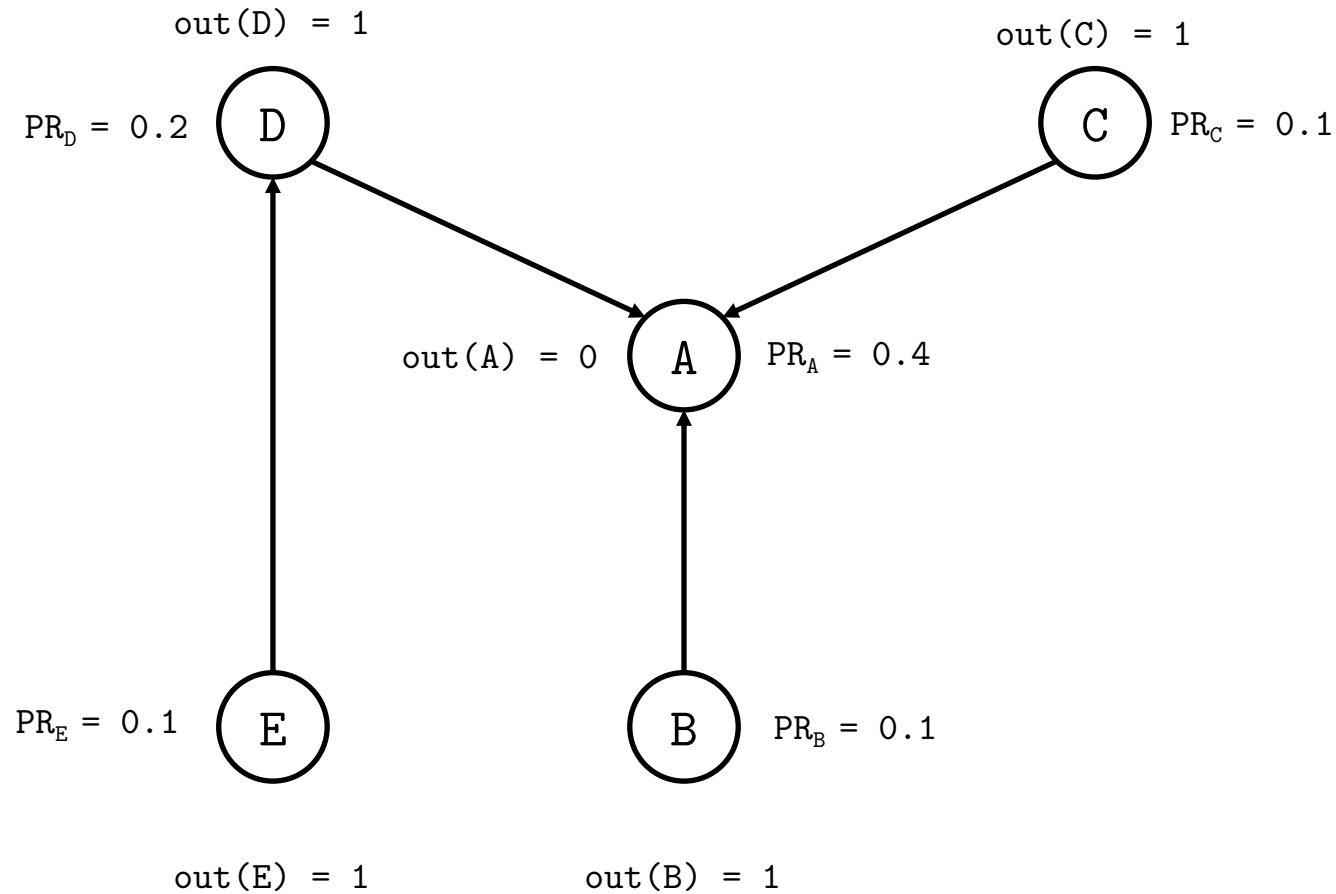 out(D) = 1
out(C) = 1
PR_D = 0.2
D
C
PR_C = 0.1
out(A) = 0
A
PR_A = 0.4
PR_E = 0.1
E
B
PR_B = 0.1
out(E) = 1
out(B) = 1